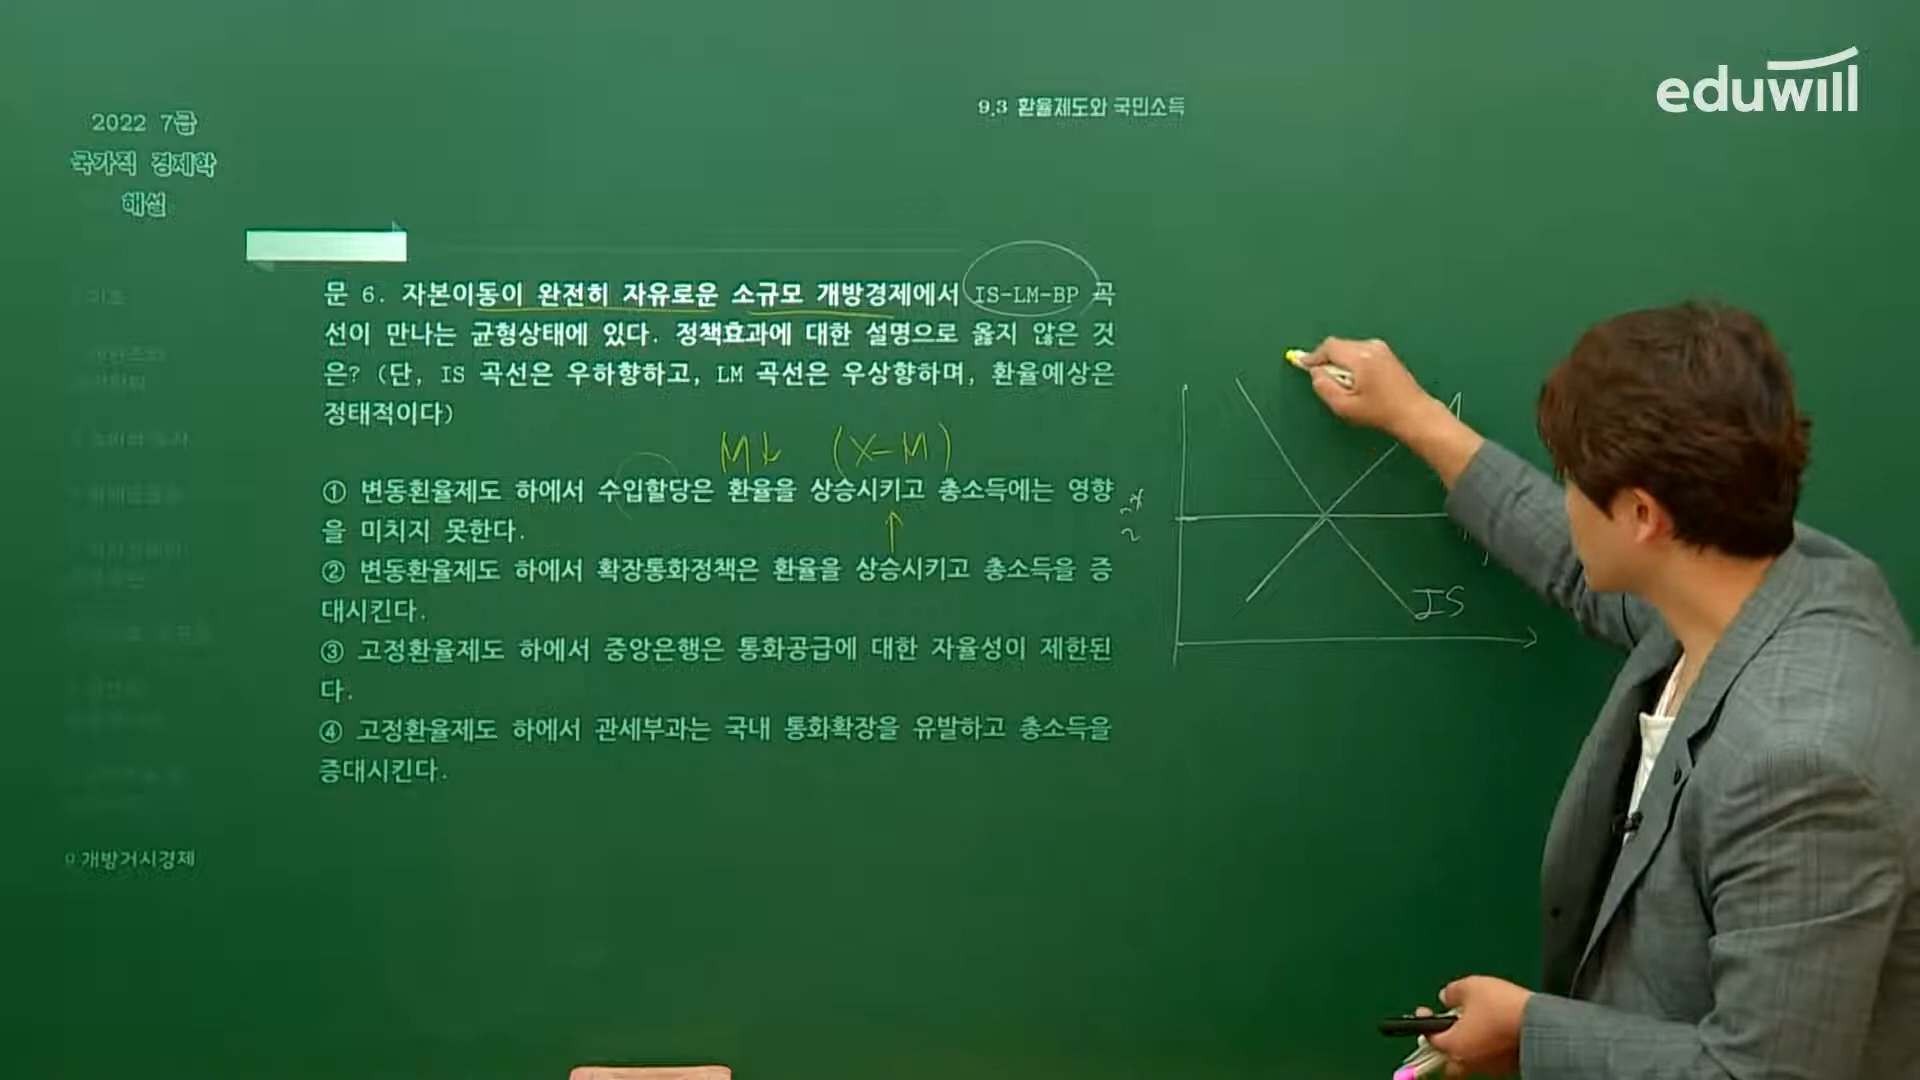 eduwill
9.3 환율제도와 국민소득
2022 7급
국가직 경제학
해설
문 6. 자본이동이 완전히 자유로운 소규모 개방경제에서 IS-LM-BP 곡
선이 만나는 균형상태에 있다. 정책효과에 대한 설명으로 옳지 않은 것
은? (단, IS 곡선은 우하향하고, LM 곡선은 우상향하며, 환율예상은
정태적이다)
M↓ (X-M)
① 변동환율제도 하에서 수입할당은 환율을 상승시키고 총소득에는 영향
을 미치지 못한다.
↑
② 변동환율제도 하에서 확장통화정책은 환율을 상승시키고 총소득을 증
대시킨다.
③ 고정환율제도 하에서 중앙은행은 통화공급에 대한 자율성이 제한된
다.
④ 고정환율제도 하에서 관세부과는 국내 통화확장을 유발하고 총소득을
증대시킨다.
IS
9 개방거시경제